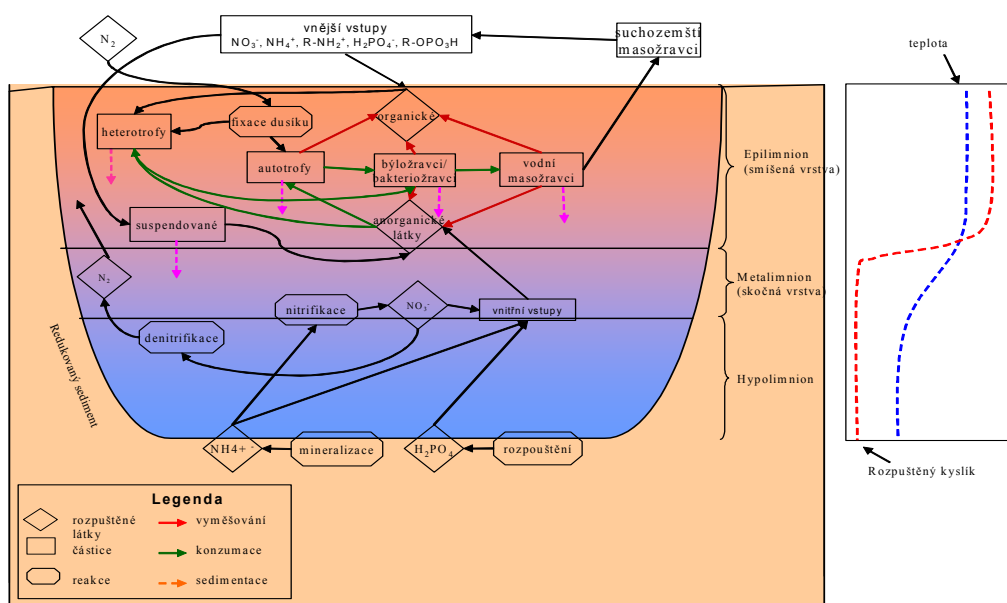 vnější vstupy
NO₃⁻, NH₄⁺, R-NH₂⁺, H₂PO₄⁻, R-OPO₃H
N₂
suchozemští
masožravci
teplota
organické
heterotrofy
fixace dusíku
autotrofy
býložravci/
bakteriožravci
vodní
masožravci
Epilimnion
(smíšená vrstva)
suspendované
anorganické
látky
N₂
Metalimnion
(skočná vrstva)
nitrifikace
NO₃⁻
vnitřní vstupy
denitrifikace
Redukovaný sediment
Hypolimnion
NH4+ -
mineralizace
H₂PO₄
rozpouštění
Rozpuštěný kyslík
Legenda
rozpuštěné
látky
částice
reakce
vyměšování
konzumace
sedimentace